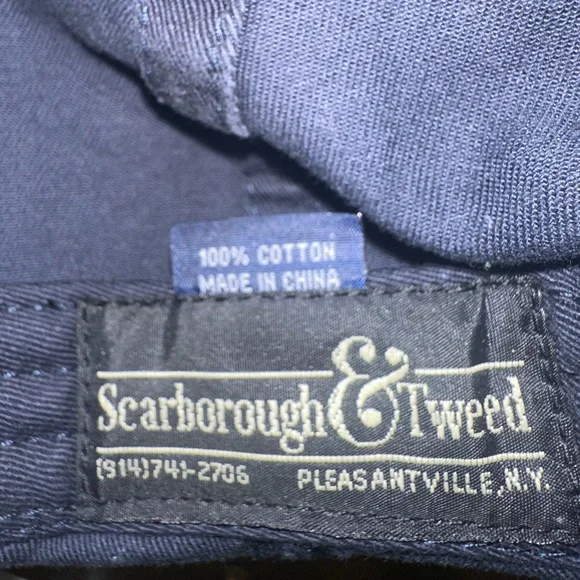 100% COTTON
MADE IN CHINA
Scarborough & Tweed
(914)741-2706 PLEASANTVILLE, N.Y.